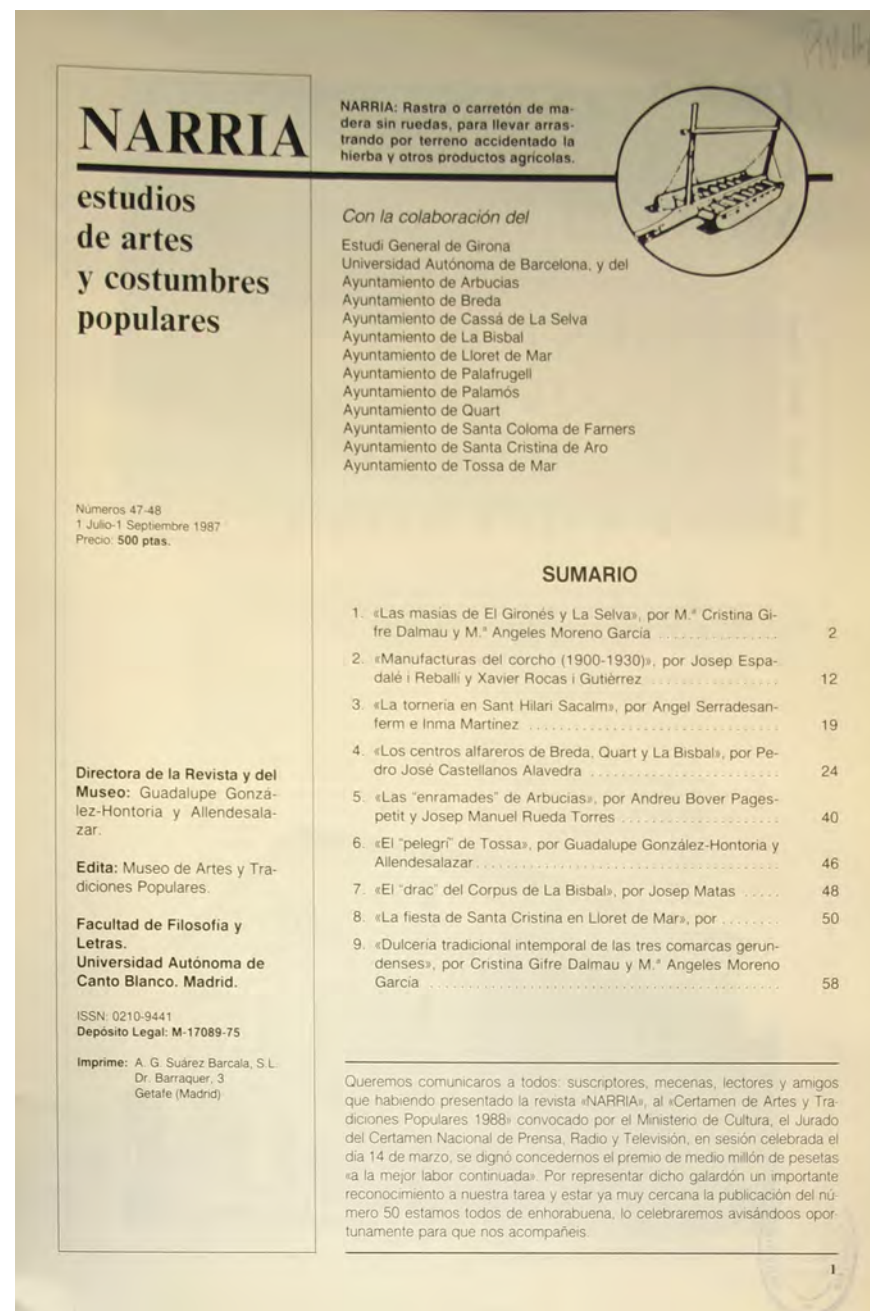 NARRIA
estudios
de artes
y costumbres
populares
NARRIA: Rastra o carretón de ma-
dera sin ruedas, para llevar arras-
trando por terreno accidentado la
hierba y otros productos agrícolas.
Con la colaboración del
Estudi General de Girona
Universidad Autónoma de Barcelona, y del
Ayuntamiento de Arbucias
Ayuntamiento de Breda
Ayuntamiento de Cassá de La Selva
Ayuntamiento de La Bisbal
Ayuntamiento de Lloret de Mar
Ayuntamiento de Palafrugell
Ayuntamiento de Palamós
Ayuntamiento de Quart
Ayuntamiento de Santa Coloma de Farners
Ayuntamiento de Santa Cristina de Aro
Ayuntamiento de Tossa de Mar
Números 47-48
1 Julio-1 Septiembre 1987
Precio: 500 ptas.
Directora de la Revista y del
Museo: Guadalupe Gonzá-
lez-Hontoria y Allendesala-
zar.
Edita: Museo de Artes y Tra-
diciones Populares.
Facultad de Filosofía y
Letras.
Universidad Autónoma de
Canto Blanco. Madrid.
ISSN: 0210-9441
Depósito Legal: M-17089-75
Imprime: A. G. Suárez Barcala, S.L.
Dr. Barraquer, 3
Getafe (Madrid)
SUMARIO
1. «Las masías de El Gironés y La Selva», por M.ª Cristina Gi-
fre Dalmau y M.ª Angeles Moreno García ................ 2
2. «Manufacturas del corcho (1900-1930)», por Josep Espa-
dalé i Reballi y Xavier Rocas i Gutiérrez ................. 12
3. «La tornería en Sant Hilari Sacalm», por Angel Serradesan-
ferm e Inma Martínez ................................. 19
4. «Los centros alfareros de Breda, Quart y La Bisbal», por Pe-
dro José Castellanos Alavedra ......................... 24
5. «Las "enramades" de Arbucias», por Andreu Bover Pages-
petit y Josep Manuel Rueda Torres ..................... 40
6. «El "pelegrí" de Tossa», por Guadalupe González-Hontoria y
Allendesalazar ........................................ 46
7. «El "drac" del Corpus de La Bisbal», por Josep Matas ..... 48
8. «La fiesta de Santa Cristina en Lloret de Mar», por ........ 50
9. «Dulcería tradicional intemporal de las tres comarcas gerun-
denses», por Cristina Gifre Dalmau y M.ª Angeles Moreno
García .............................................. 58
Queremos comunicaros a todos: suscriptores, mecenas, lectores y amigos
que habiendo presentado la revista «NARRIA», al «Certamen de Artes y Tra-
diciones Populares 1988» convocado por el Ministerio de Cultura, el Jurado
del Certamen Nacional de Prensa, Radio y Televisión, en sesión celebrada el
día 14 de marzo, se dignó concedernos el premio de medio millón de pesetas
«a la mejor labor continuada». Por representar dicho galardón un importante
reconocimiento a nuestra tarea y estar ya muy cercana la publicación del nú-
mero 50 estamos todos de enhorabuena, lo celebraremos avisándoos opor-
tunamente para que nos acompañeis.
1